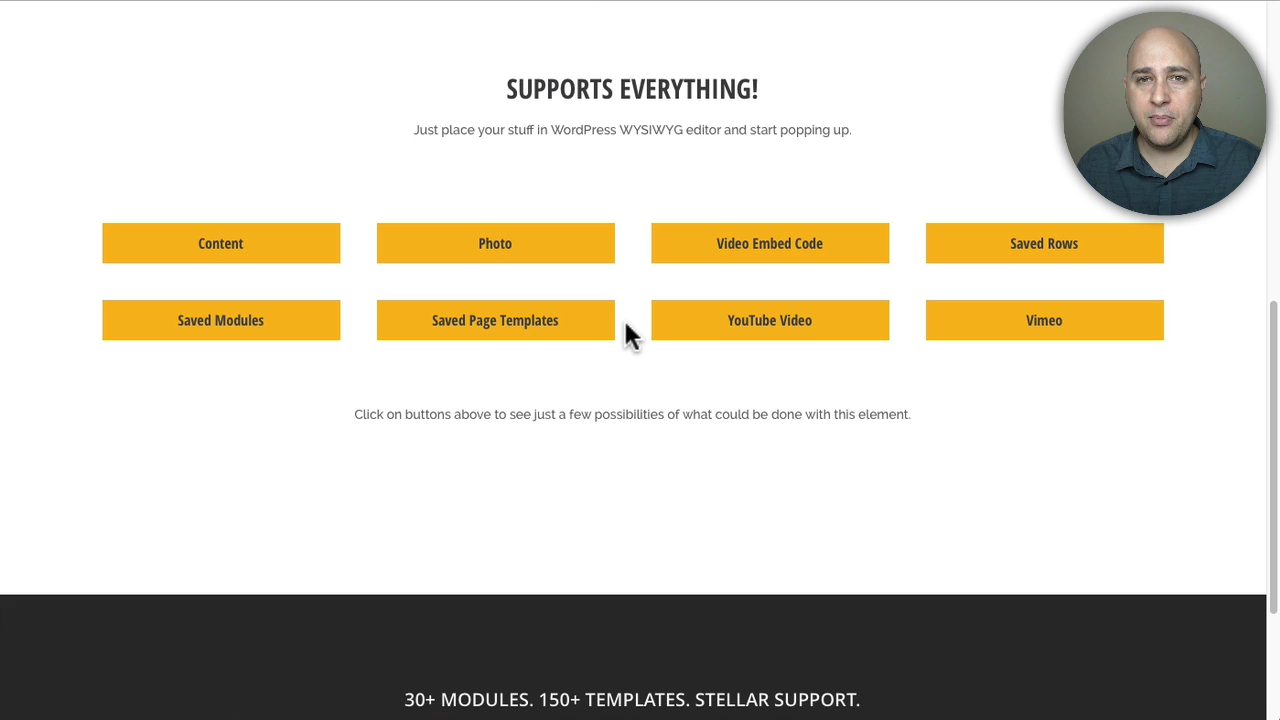 SUPPORTS EVERYTHING!
Just place your stuff in WordPress WYSIWYG editor and start popping up.
Content
Photo
Video Embed Code
Saved Rows
Saved Modules
Saved Page Templates
YouTube Video
Vimeo
Click on buttons above to see just a few possibilities of what could be done with this element.
30+ MODULES. 150+ TEMPLATES. STELLAR SUPPORT.